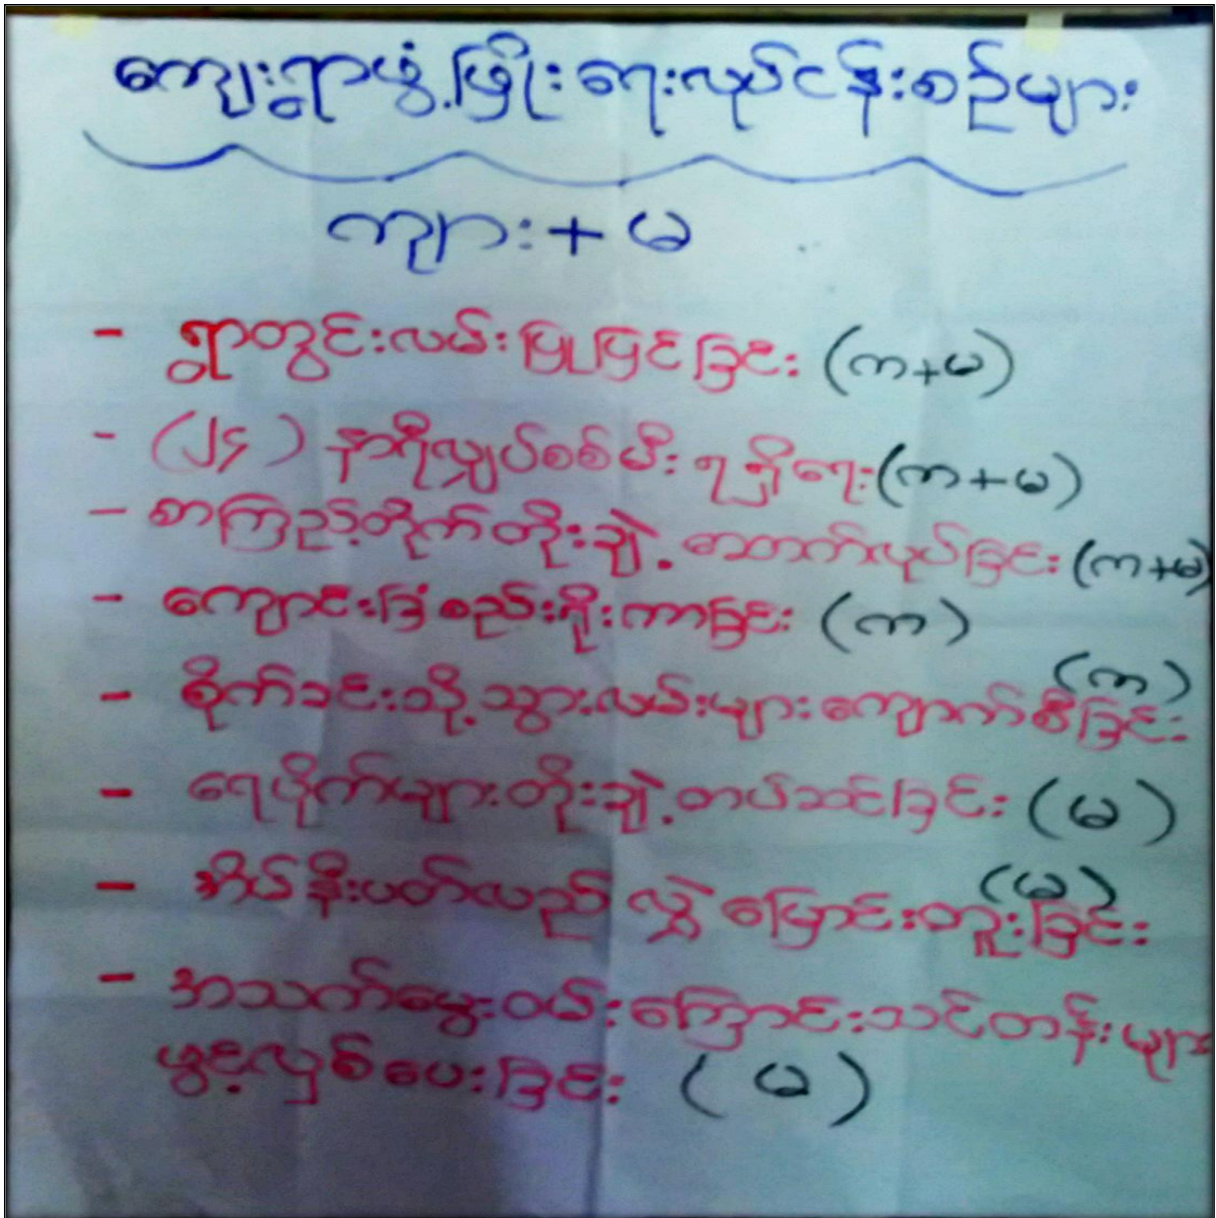 ကျေးရွာဖွံ့ဖြိုးရေးလုပ်ငန်းစဉ်များ
ကျား + မ
- ရွာတွင်းလမ်းပြုပြင်ခြင်း (က+မ)
- (၂၄) နာရီလျှပ်စစ်မီး ရရှိရေး (က+မ)
- စာကြည့်တိုက်တိုးချဲ့ ဆောက်လုပ်ခြင်း (က+မ)
- ကျောင်းခြံစည်းရိုးကာခြင်း (က)
- စိုက်ခင်းသို့သွားလမ်းများကျောက်စီခြင်း (က)
- ရေပိုက်များတိုးချဲ့တပ်ဆင်ခြင်း (မ)
- အိမ်နီးပတ်လည် လွှဲပြောင်းတူးခြင်း (မ)
- အသက်မွေးဝမ်းကြောင်းသင်တန်းများ
ဖွင့်လှစ်ပေးခြင်း (မ)